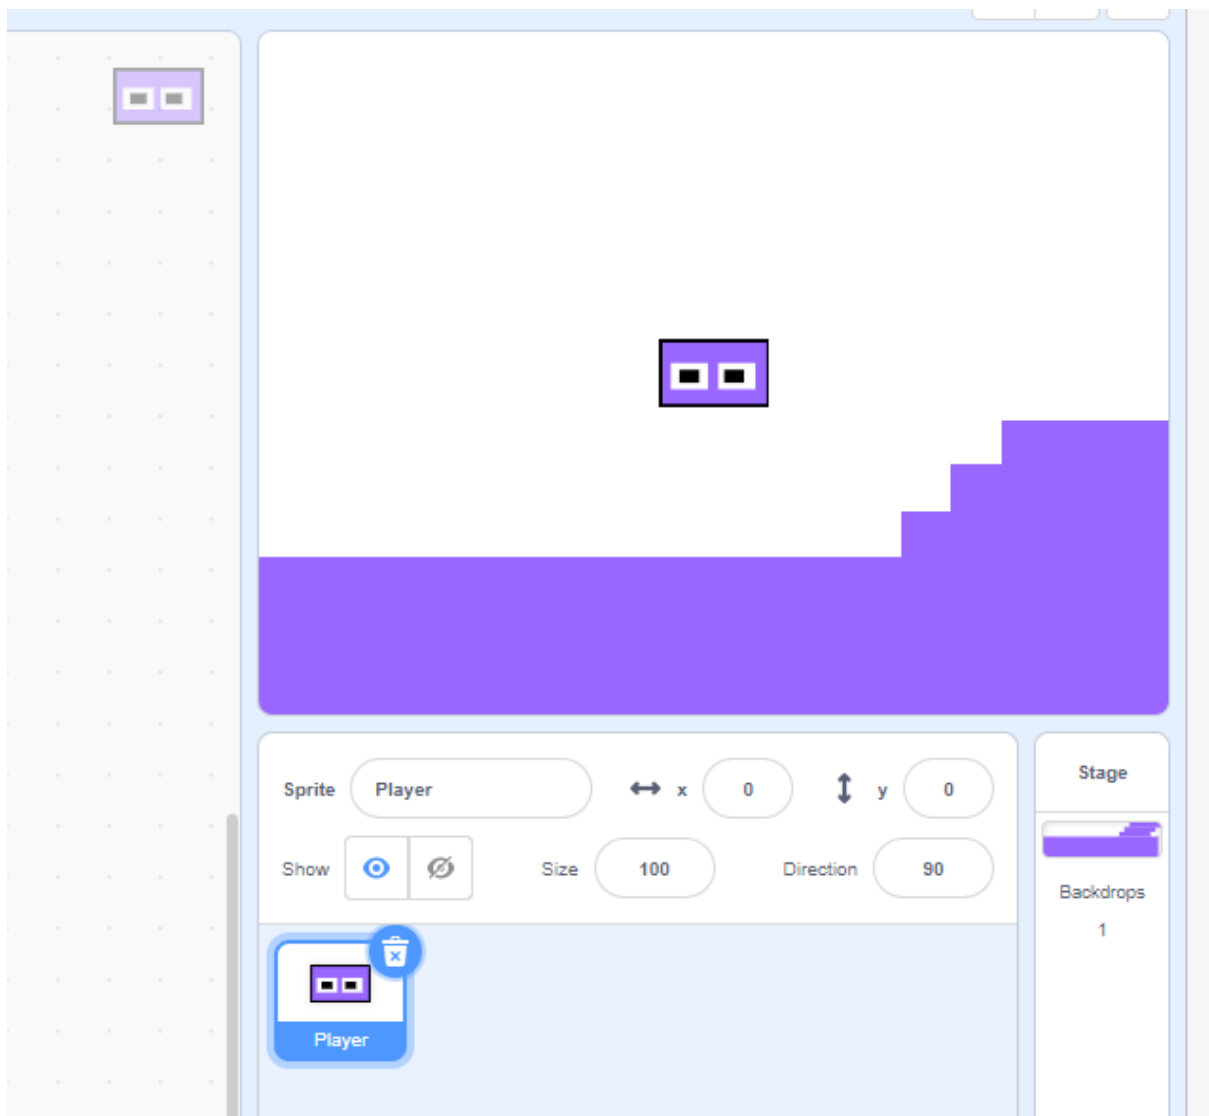 Sprite Player x 0 y 0
Show Size 100 Direction 90
Player
Stage
Backdrops
1